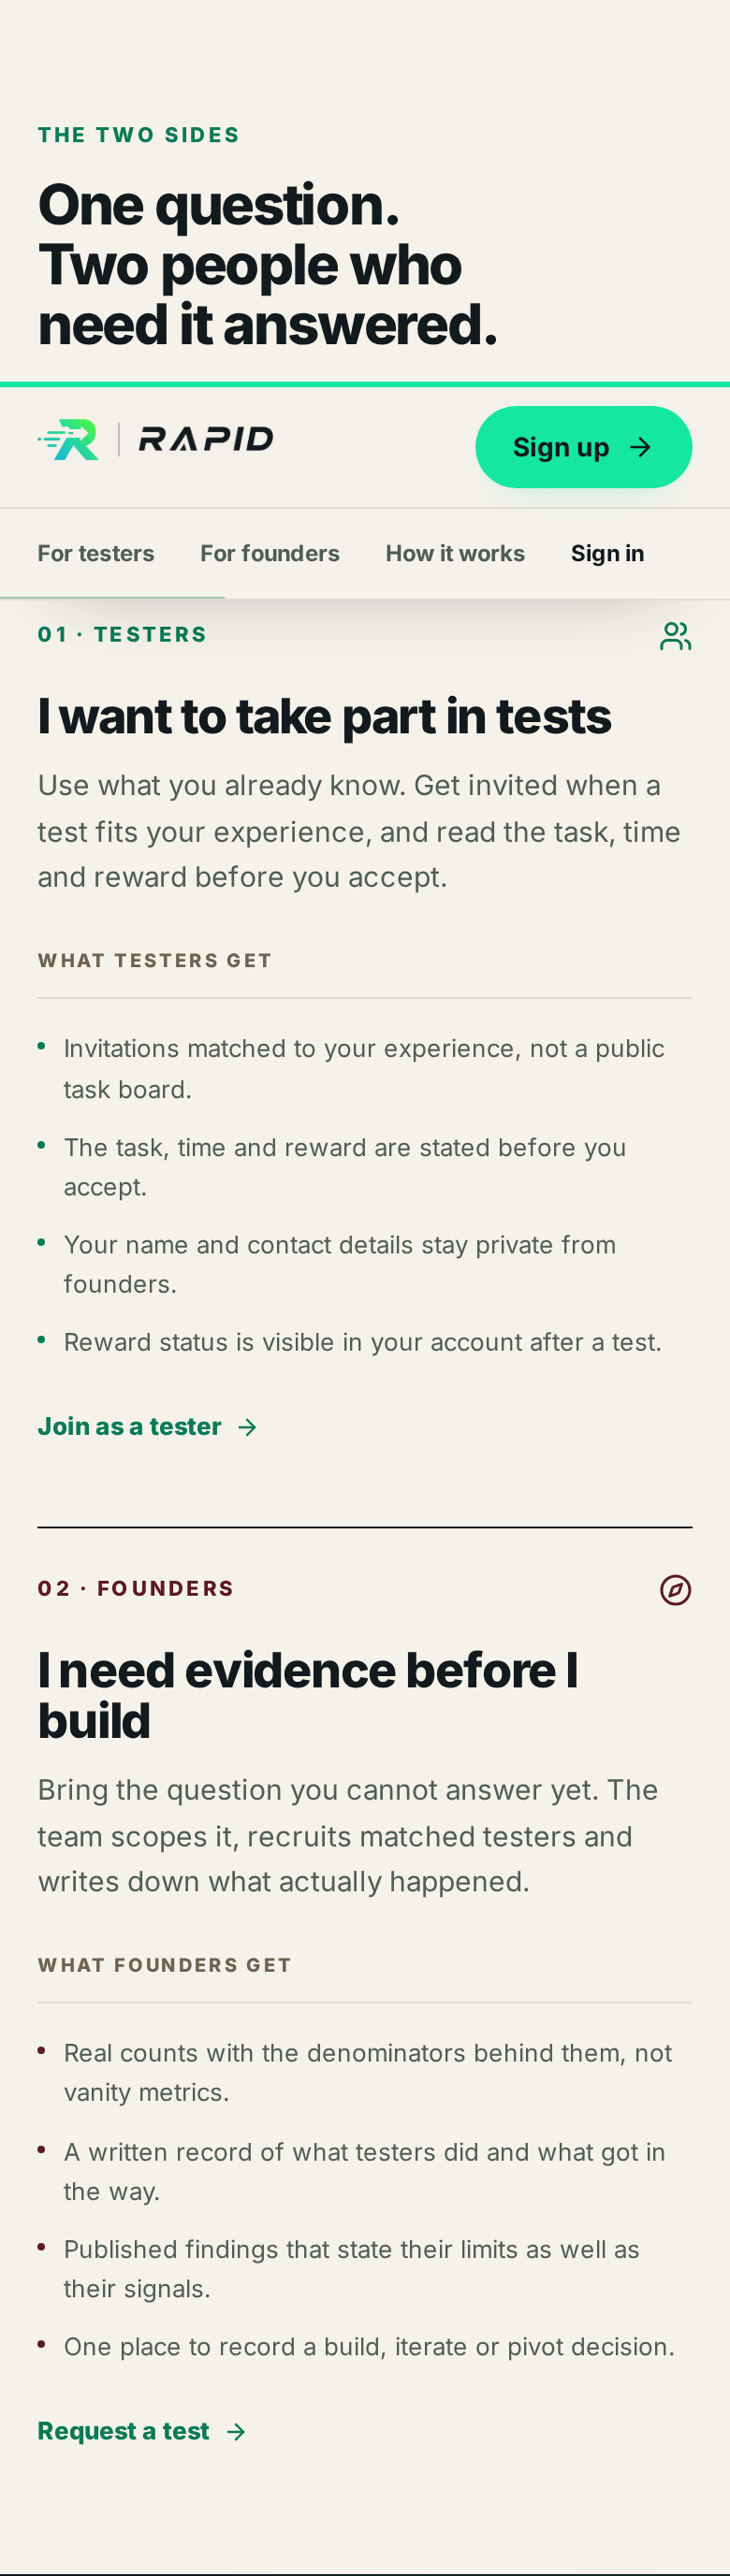 THE TWO SIDES
One question.
Two people who
need it answered.
RAPID
Sign up
For testers
For founders
How it works
Sign in
01 · TESTERS
I want to take part in tests
Use what you already know. Get invited when a
test fits your experience, and read the task, time
and reward before you accept.
WHAT TESTERS GET
Invitations matched to your experience, not a public
task board.
The task, time and reward are stated before you
accept.
Your name and contact details stay private from
founders.
Reward status is visible in your account after a test.
Join as a tester
02 · FOUNDERS
I need evidence before I
build
Bring the question you cannot answer yet. The
team scopes it, recruits matched testers and
writes down what actually happened.
WHAT FOUNDERS GET
Real counts with the denominators behind them, not
vanity metrics.
A written record of what testers did and what got in
the way.
Published findings that state their limits as well as
their signals.
One place to record a build, iterate or pivot decision.
Request a test